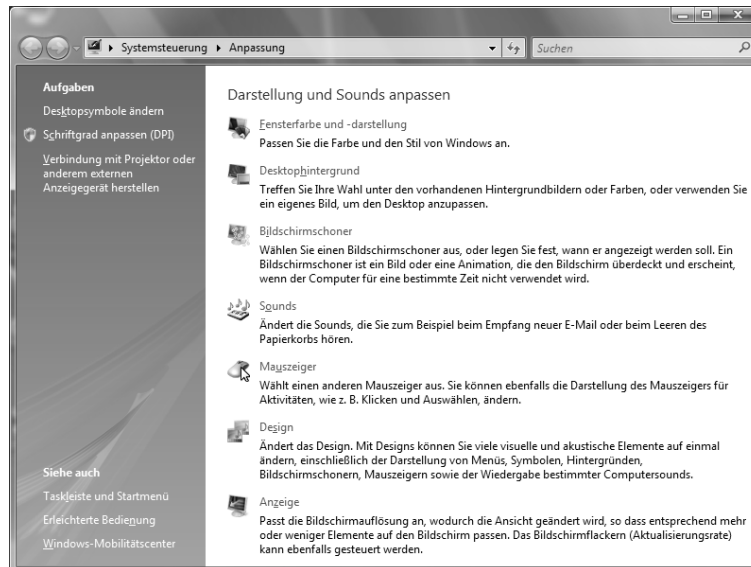 Systemsteuerung ▸ Anpassung
Suchen
Aufgaben
Desktopsymbole ändern
Schriftgrad anpassen (DPI)
Verbindung mit Projektor oder
anderem externen
Anzeigegerät herstellen
Siehe auch
Taskleiste und Startmenü
Erleichterte Bedienung
Windows-Mobilitätscenter
Darstellung und Sounds anpassen
Fensterfarbe und -darstellung
Passen Sie die Farbe und den Stil von Windows an.
Desktophintergrund
Treffen Sie Ihre Wahl unter den vorhandenen Hintergrundbildern oder Farben, oder verwenden Sie
ein eigenes Bild, um den Desktop anzupassen.
Bildschirmschoner
Wählen Sie einen Bildschirmschoner aus, oder legen Sie fest, wann er angezeigt werden soll. Ein
Bildschirmschoner ist ein Bild oder eine Animation, die den Bildschirm überdeckt und erscheint,
wenn der Computer für eine bestimmte Zeit nicht verwendet wird.
Sounds
Ändert die Sounds, die Sie zum Beispiel beim Empfang neuer E-Mail oder beim Leeren des
Papierkorbs hören.
Mauszeiger
Wählt einen anderen Mauszeiger aus. Sie können ebenfalls die Darstellung des Mauszeigers für
Aktivitäten, wie z. B. Klicken und Auswählen, ändern.
Design
Ändert das Design. Mit Designs können Sie viele visuelle und akustische Elemente auf einmal
ändern, einschließlich der Darstellung von Menüs, Symbolen, Hintergründen,
Bildschirmschonern, Mauszeigern sowie der Wiedergabe bestimmter Computersounds.
Anzeige
Passt die Bildschirmauflösung an, wodurch die Ansicht geändert wird, so dass entsprechend mehr
oder weniger Elemente auf den Bildschirm passen. Das Bildschirmflackern (Aktualisierungsrate)
kann ebenfalls gesteuert werden.